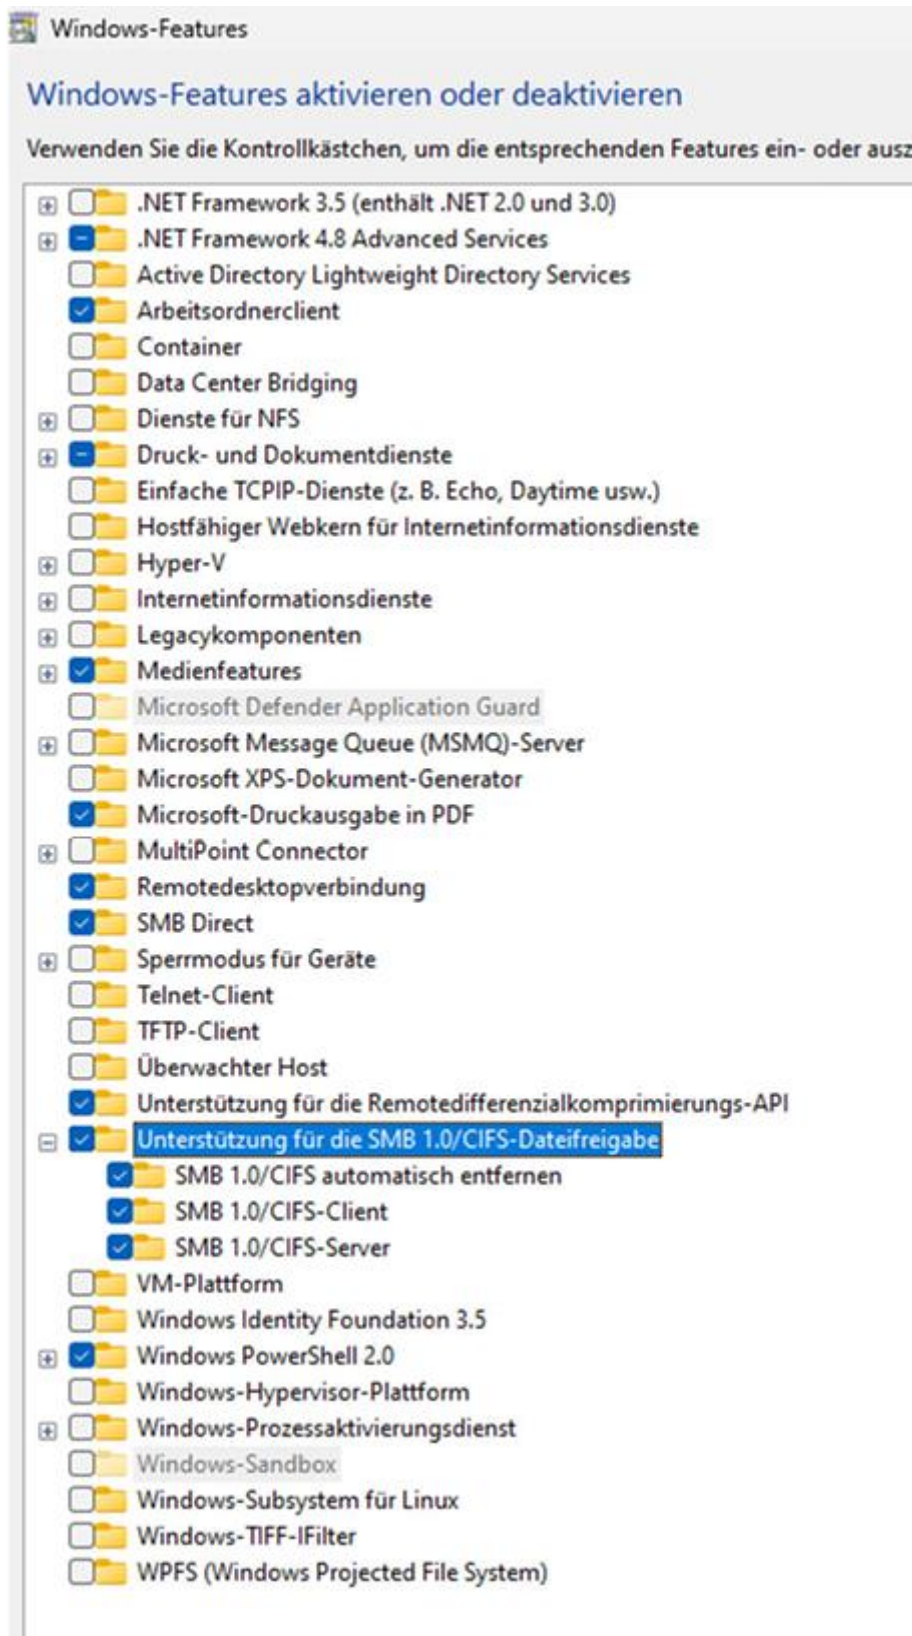 Windows-Features
Windows-Features aktivieren oder deaktivieren
Verwenden Sie die Kontrollkästchen, um die entsprechenden Features ein- oder ausz
.NET Framework 3.5 (enthält .NET 2.0 und 3.0)
.NET Framework 4.8 Advanced Services
Active Directory Lightweight Directory Services
Arbeitsordnerclient
Container
Data Center Bridging
Dienste für NFS
Druck- und Dokumentdienste
Einfache TCPIP-Dienste (z. B. Echo, Daytime usw.)
Hostfähiger Webkern für Internetinformationsdienste
Hyper-V
Internetinformationsdienste
Legacykomponenten
Medienfeatures
Microsoft Defender Application Guard
Microsoft Message Queue (MSMQ)-Server
Microsoft XPS-Dokument-Generator
Microsoft-Druckausgabe in PDF
MultiPoint Connector
Remotedesktopverbindung
SMB Direct
Sperrmodus für Geräte
Telnet-Client
TFTP-Client
Überwachter Host
Unterstützung für die Remotedifferenzialkomprimierungs-API
Unterstützung für die SMB 1.0/CIFS-Dateifreigabe
SMB 1.0/CIFS automatisch entfernen
SMB 1.0/CIFS-Client
SMB 1.0/CIFS-Server
VM-Plattform
Windows Identity Foundation 3.5
Windows PowerShell 2.0
Windows-Hypervisor-Plattform
Windows-Prozessaktivierungsdienst
Windows-Sandbox
Windows-Subsystem für Linux
Windows-TIFF-IFilter
WPFS (Windows Projected File System)